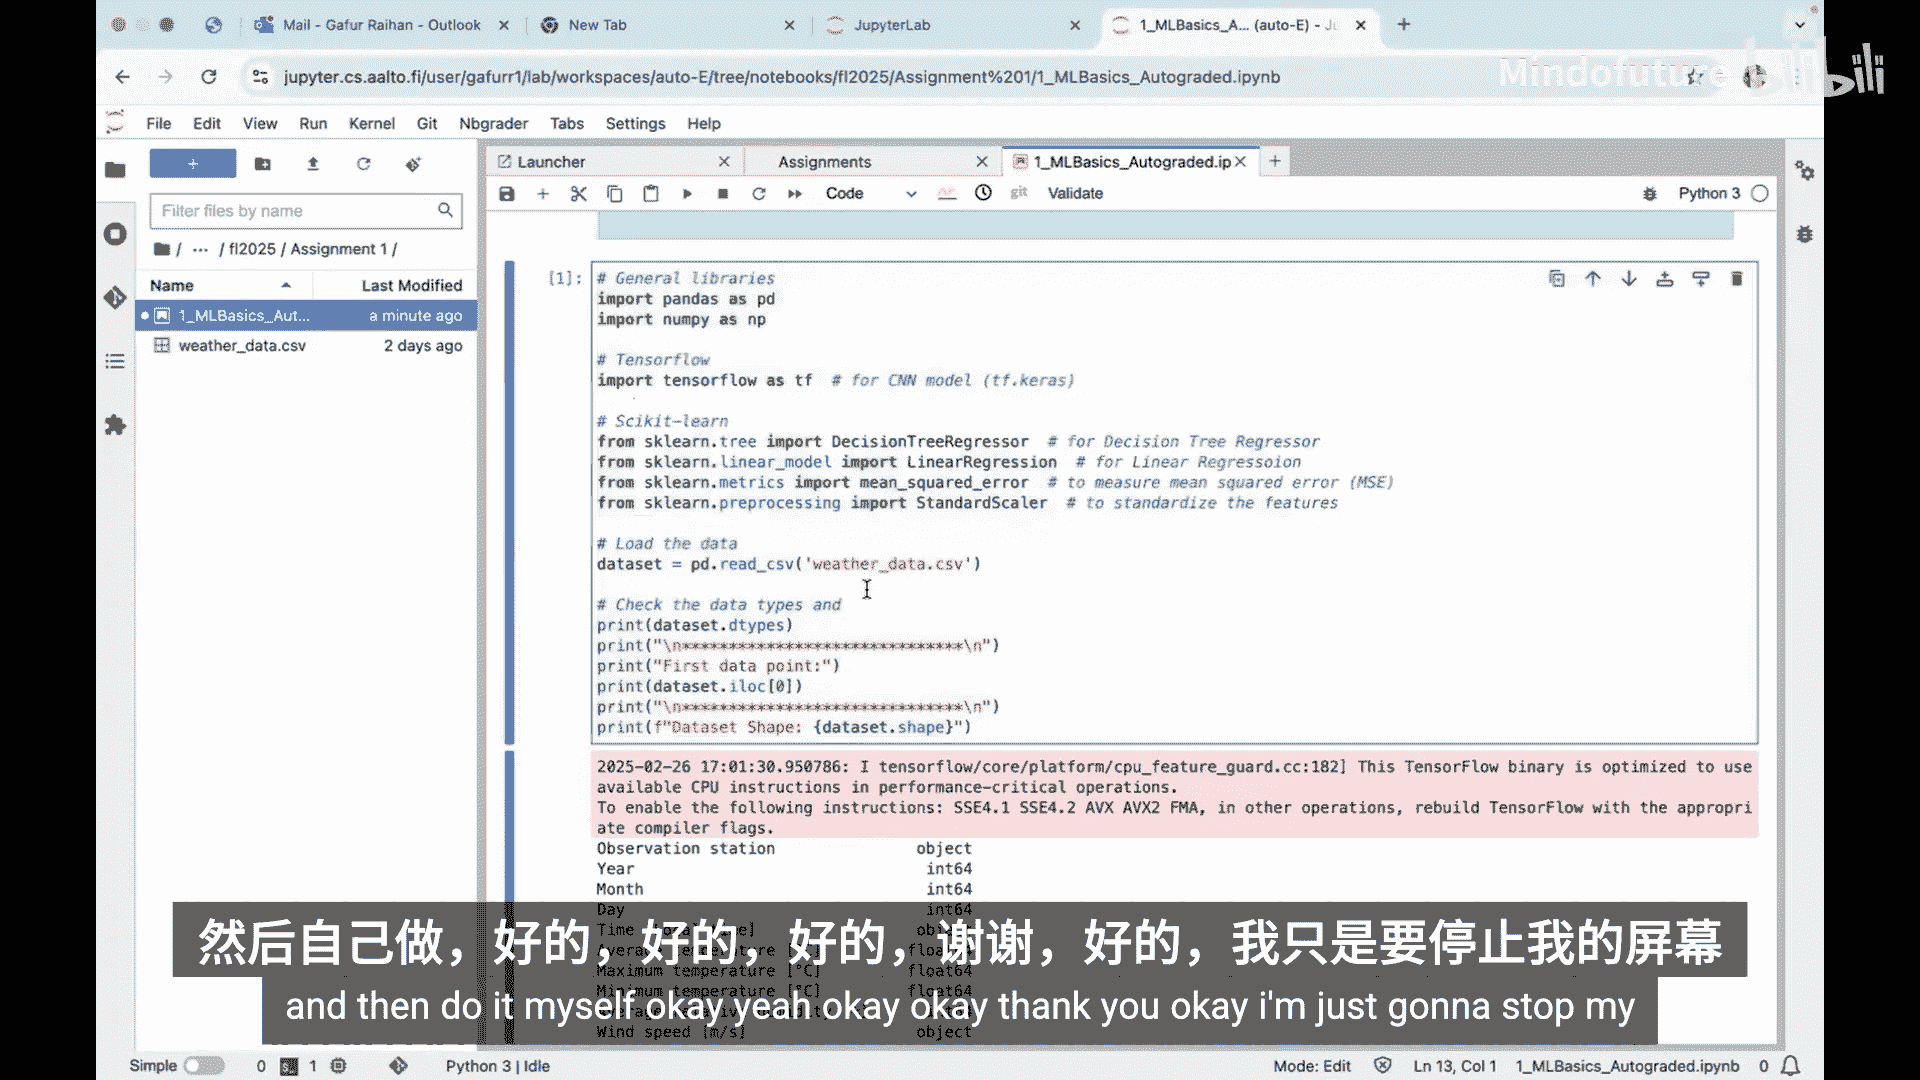 Mail - Gafur Raihan - Outlook
New Tab
JupyterLab
1_MLBasics_A... (auto-E) - Ju
jupyter.cs.aalto.fi/user/gafurr1/lab/workspaces/auto-E/tree/notebooks/fl2025/Assignment%201/1_MLBasics_Autograded.ipynb
Mindofuture bilibili
File Edit View Run Kernel Git Nbgrader Tabs Settings Help
Launcher
Assignments
1_MLBasics_Autograded.ip
Code
git
Validate
Python 3
Filter files by name
/ ... / fl2025 / Assignment 1 /
Name Last Modified
1_MLBasics_Aut... a minute ago
weather_data.csv 2 days ago
[1]:
# General libraries
import pandas as pd
import numpy as np
# Tensorflow
import tensorflow as tf  # for CNN model (tf.keras)
# Scikit-learn
from sklearn.tree import DecisionTreeRegressor  # for Decision Tree Regressor
from sklearn.linear_model import LinearRegression  # for Linear Regressoion
from sklearn.metrics import mean_squared_error  # to measure mean squared error (MSE)
from sklearn.preprocessing import StandardScaler  # to standardize the features
# Load the data
dataset = pd.read_csv('weather_data.csv')
# Check the data types and
print(dataset.dtypes)
print("\n******************************\n")
print("First data point:")
print(dataset.iloc[0])
print("\n******************************\n")
print(f"Dataset Shape: {dataset.shape}")
2025-02-26 17:01:30.950786: I tensorflow/core/platform/cpu_feature_guard.cc:182] This TensorFlow binary is optimized to use
available CPU instructions in performance-critical operations.
To enable the following instructions: SSE4.1 SSE4.2 AVX AVX2 FMA, in other operations, rebuild TensorFlow with the appropri
ate compiler flags.
Observation station object
Year int64
Month int64
Day int64
Maximum temperature [°C] float64
Wind speed [m/s] object
然后自己做，好的，好的，好的，谢谢，好的，我只是要停止我的屏幕
and then do it myself okay yeah okay okay thank you okay i'm just gonna stop my
Simple 0 1 Python 3 | Idle Mode: Edit Ln 13, Col 1 1_MLBasics_Autograded.ipynb 0